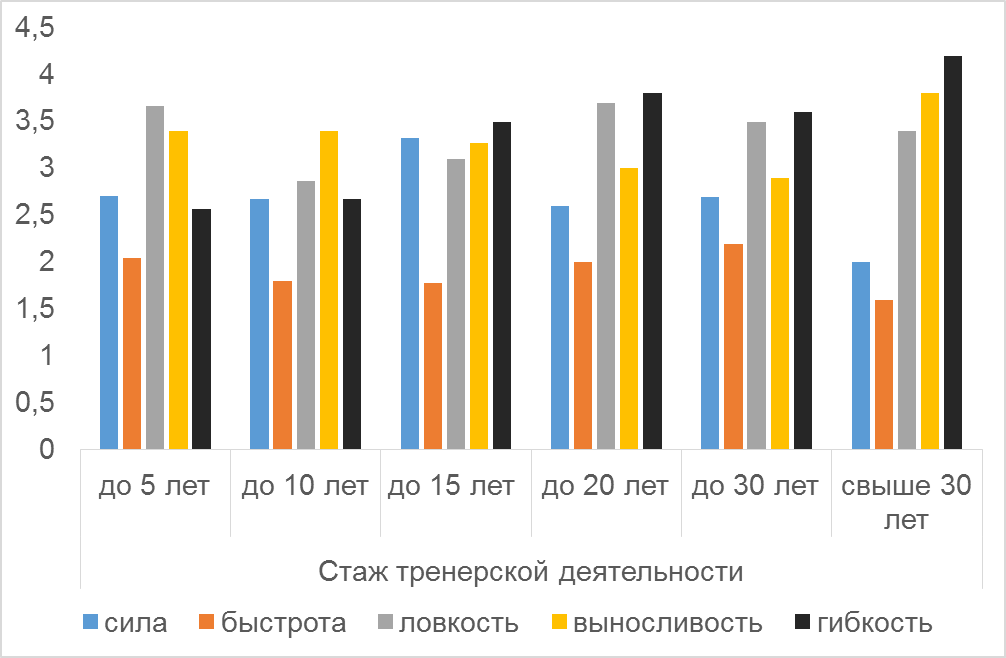 4,5
4
3,5
3
2,5
2
1,5
1
0,5
0
до 5 лет до 10 лет до 15 лет до 20 лет до 30 лет свыше 30
лет
Стаж тренерской деятельности
сила быстрота ловкость выносливость гибкость